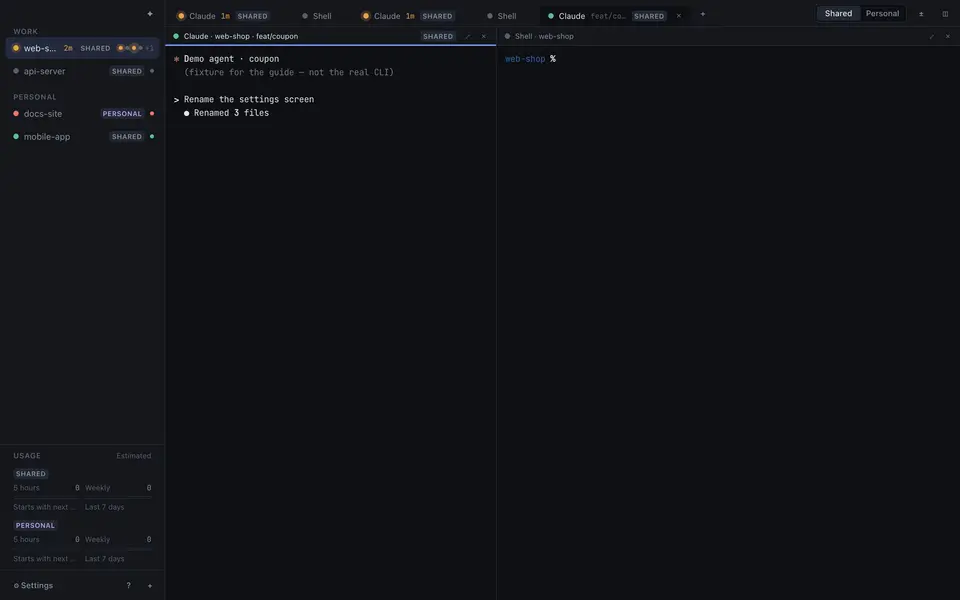 WORK
web-s... 2m SHARED +1
api-server SHARED
PERSONAL
docs-site PERSONAL
mobile-app SHARED
USAGE Estimated
SHARED
5 hours 0 Weekly 0
Starts with next ... Last 7 days
PERSONAL
5 hours 0 Weekly 0
Starts with next ... Last 7 days
Settings ? +
Claude 1m SHARED Shell Claude 1m SHARED Shell Claude feat/co... SHARED × + Shared Personal
Claude · web-shop · feat/coupon SHARED ×
✻ Demo agent · coupon
(fixture for the guide — not the real CLI)
> Rename the settings screen
● Renamed 3 files
Shell · web-shop ×
web-shop %